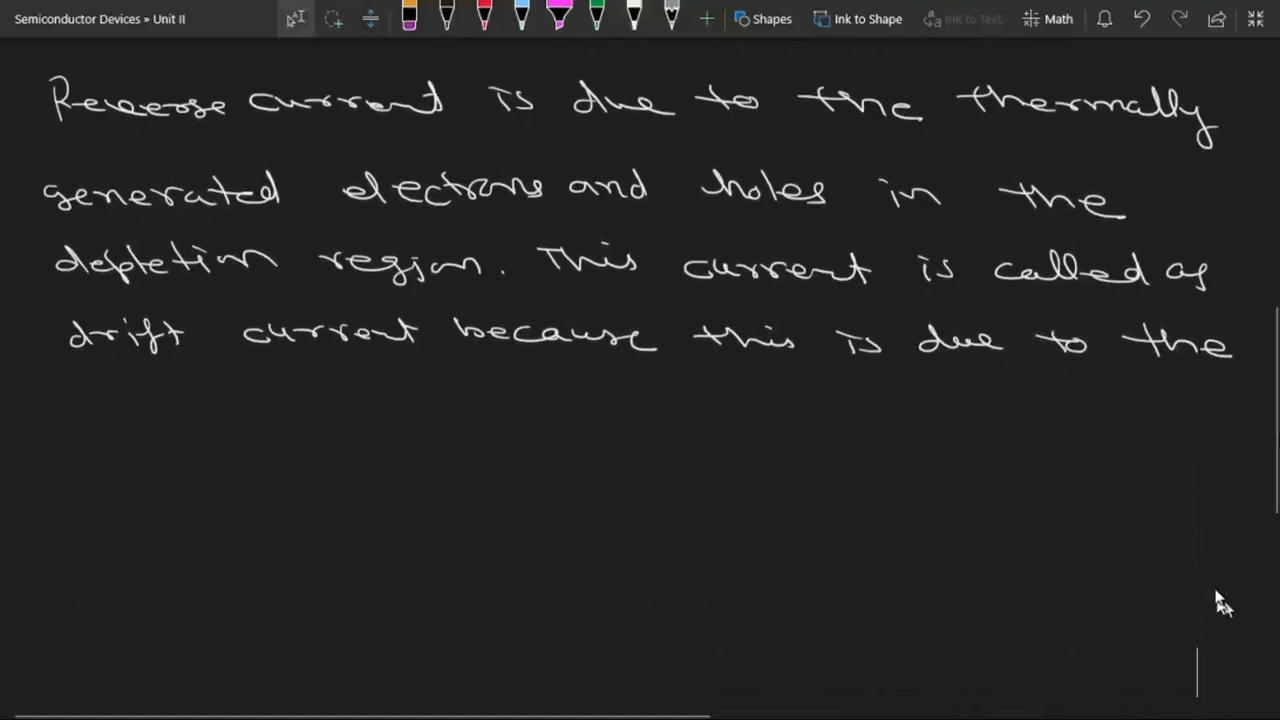 Semiconductor Devices » Unit II
Shapes Ink to Shape Ink to Text Math
Reverse current is due to the thermally
generated electrons and holes in the
depletion region. This current is called as
drift current because this is due to the